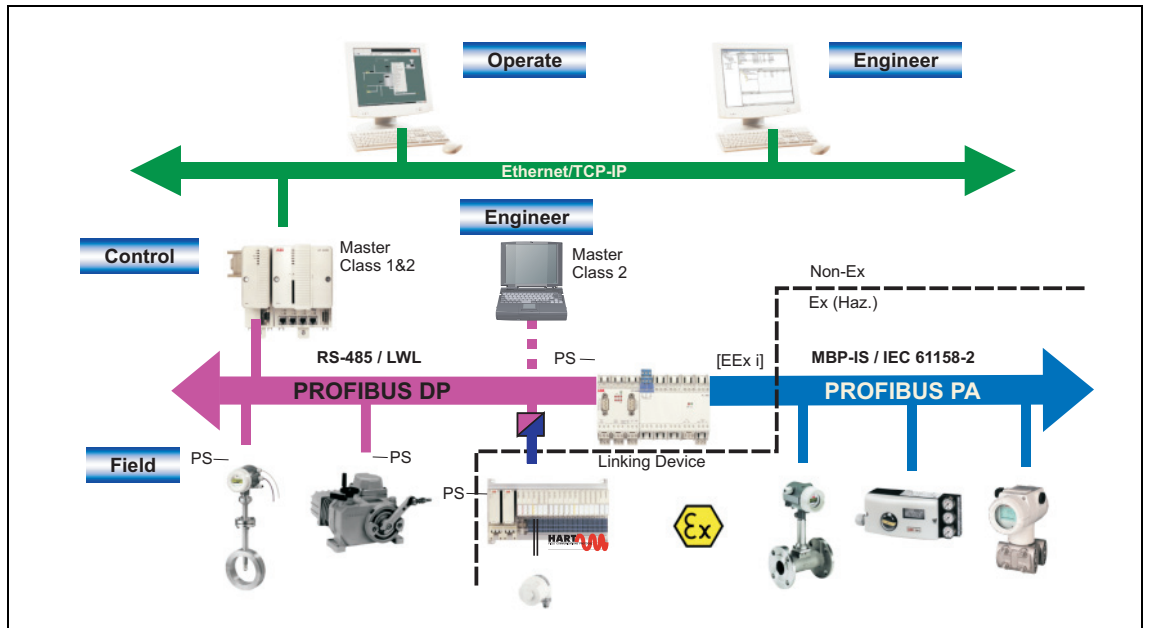 Operate
Engineer
Ethernet/TCP-IP
Engineer
Control
Master
Class 1&2
Master
Class 2
Non-Ex
Ex (Haz.)
RS-485 / LWL
PS
[EEx i]
MBP-IS / IEC 61158-2
PROFIBUS DP
PROFIBUS PA
Field
PS
PS
Linking Device
PS
HART
Ex